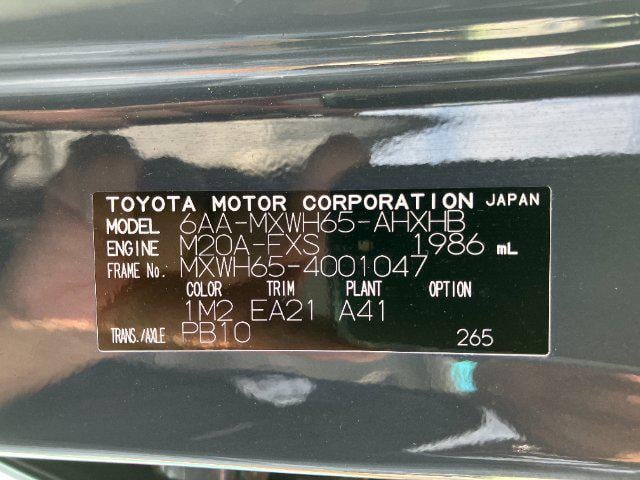 TOYOTA MOTOR CORPORATION JAPAN
MODEL 6AA-MXWH65-AHXHB
ENGINE M20A-FXS 1986 mL
FRAME No. MXWH65-4001047
COLOR TRIM PLANT OPTION
1M2 EA21 A41
TRANS./AXLE PB10 265